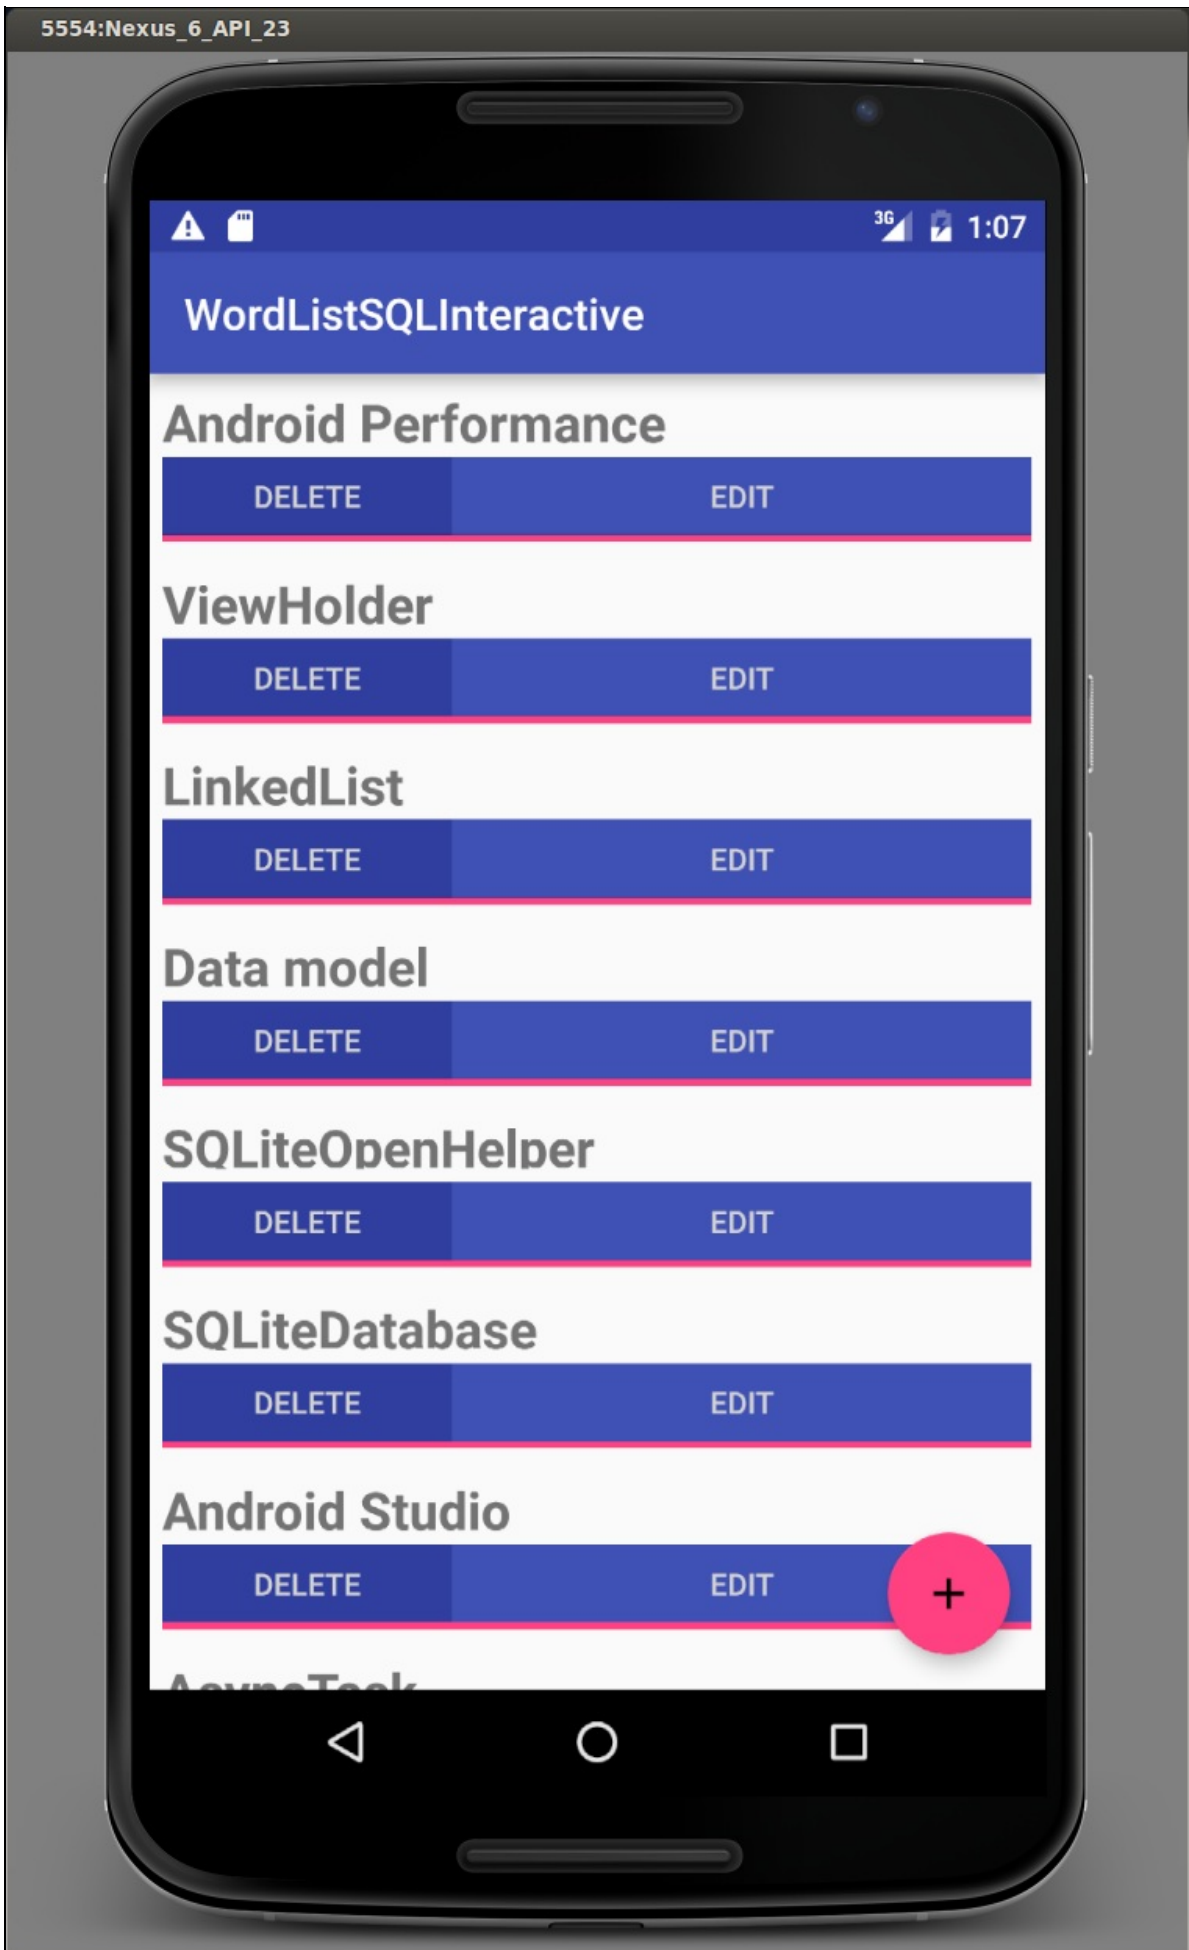 5554:Nexus_6_API_23
3G 1:07
WordListSQLInteractive
Android Performance
DELETE EDIT
ViewHolder
DELETE EDIT
LinkedList
DELETE EDIT
Data model
DELETE EDIT
SQLiteOpenHelper
DELETE EDIT
SQLiteDatabase
DELETE EDIT
Android Studio
DELETE EDIT
+
AsyncTask